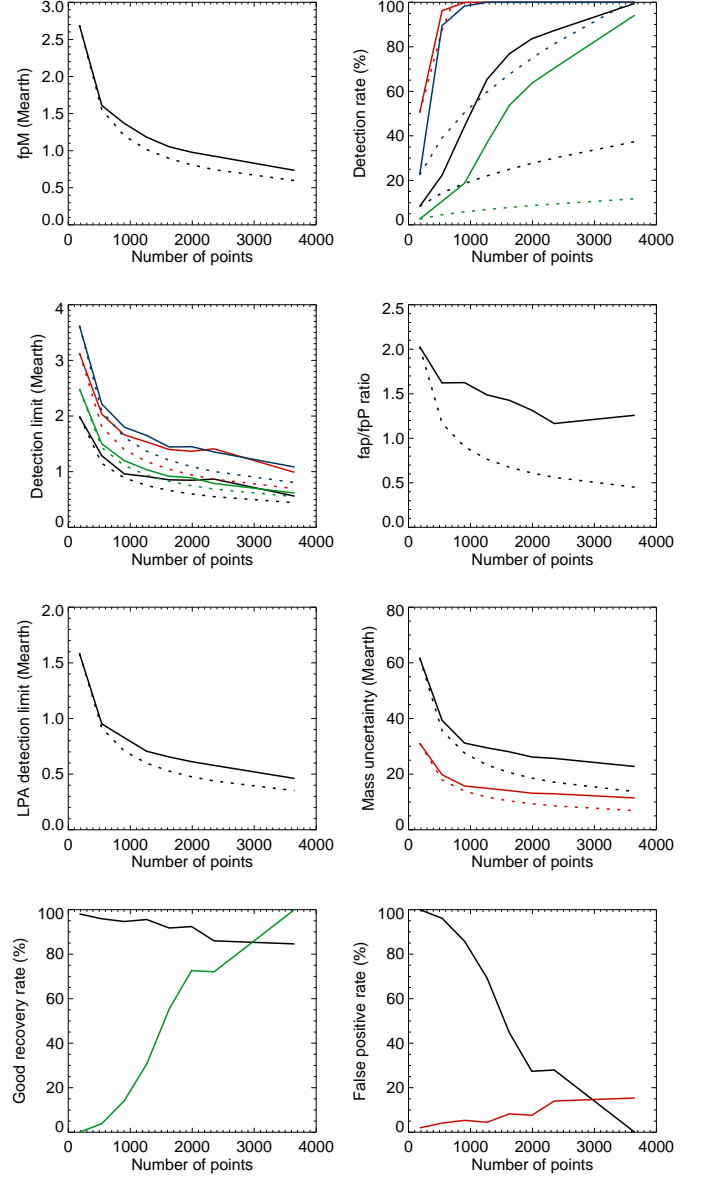 3.0
2.5
2.0
1.5
1.0
0.5
0.0
fpM (Mearth)
0 1000 2000 3000 4000
Number of points
100
80
60
40
20
0
Detection rate (%)
0 1000 2000 3000 4000
Number of points
4
3
2
1
0
Detection limit (Mearth)
0 1000 2000 3000 4000
Number of points
2.5
2.0
1.5
1.0
0.5
0.0
fap/fpP ratio
0 1000 2000 3000 4000
Number of points
2.0
1.5
1.0
0.5
0.0
LPA detection limit (Mearth)
0 1000 2000 3000 4000
Number of points
80
60
40
20
0
Mass uncertainty (Mearth)
0 1000 2000 3000 4000
Number of points
100
80
60
40
20
0
Good recovery rate (%)
0 1000 2000 3000 4000
Number of points
100
80
60
40
20
0
False positive rate (%)
0 1000 2000 3000 4000
Number of points